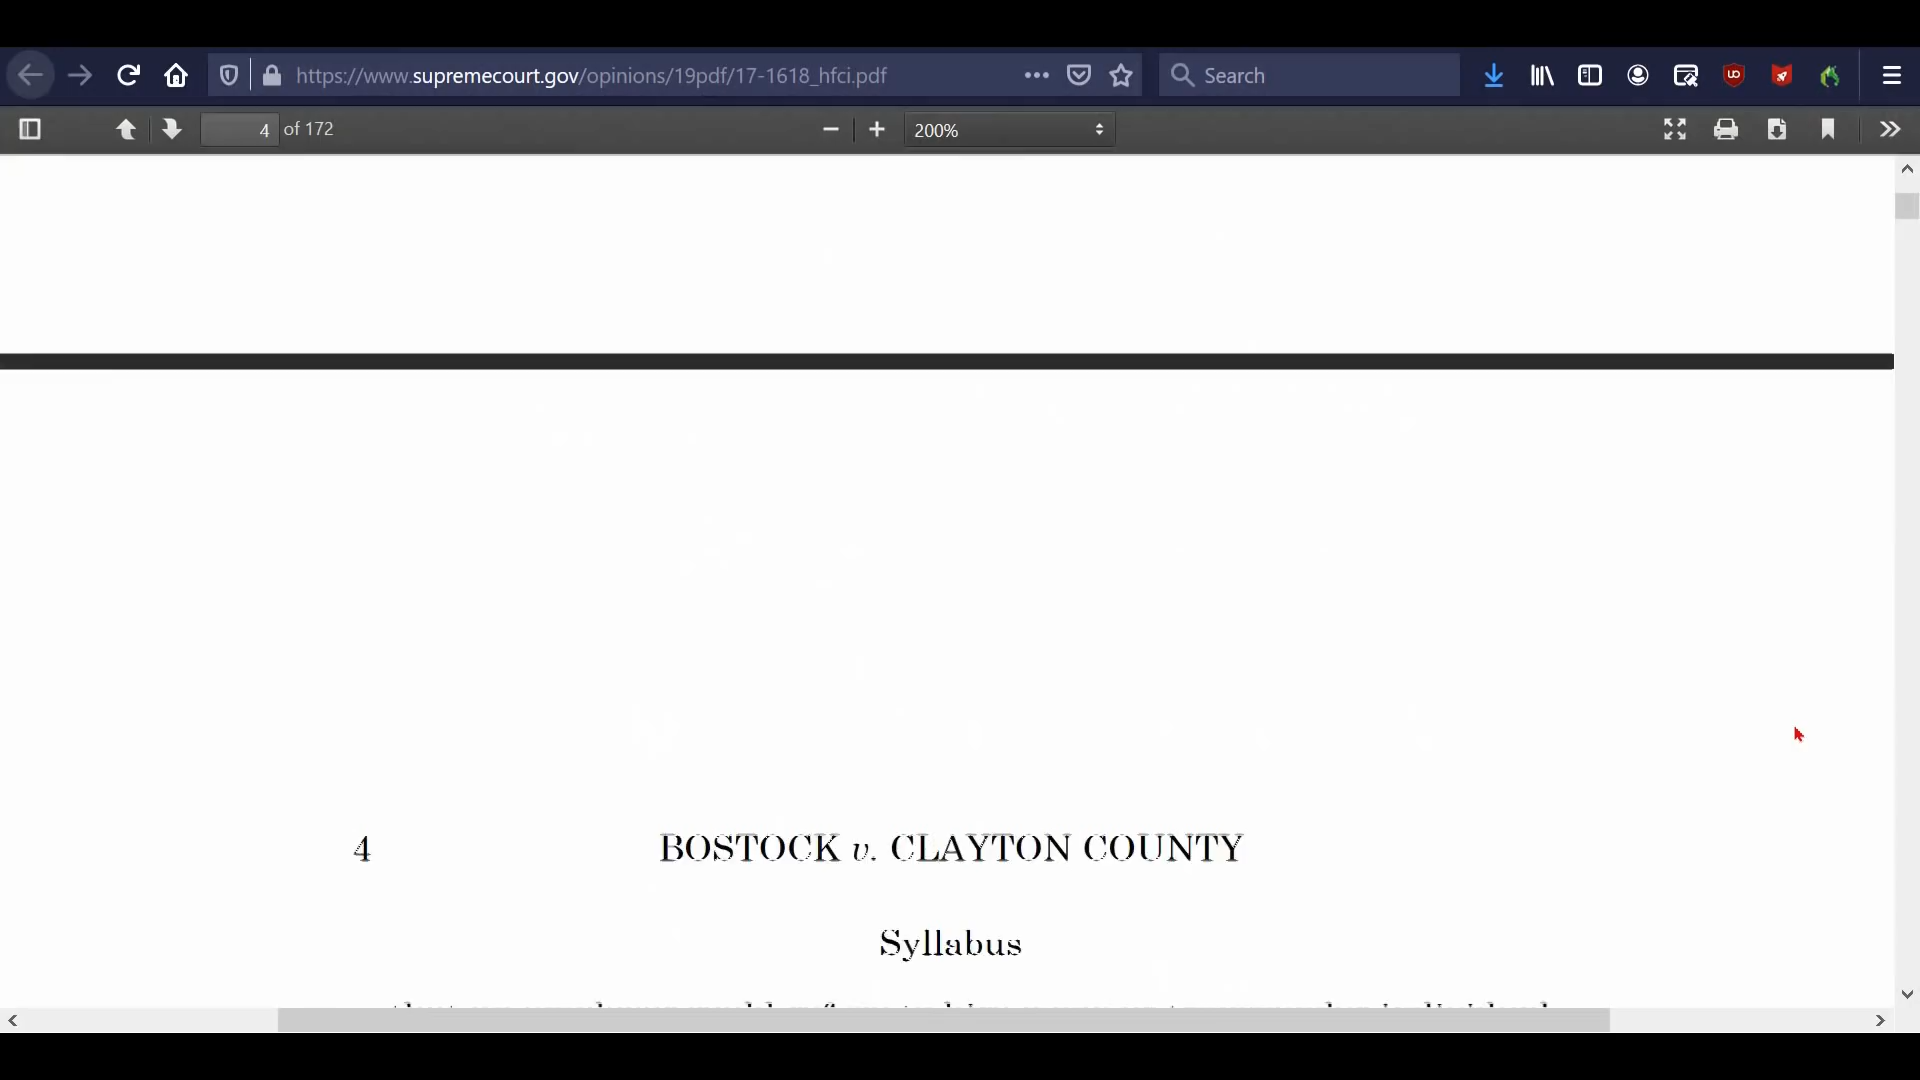 https://www.supremecourt.gov/opinions/19pdf/17-1618_hfci.pdf
Search
4 of 172
200%
4 BOSTOCK v. CLAYTON COUNTY
Syllabus